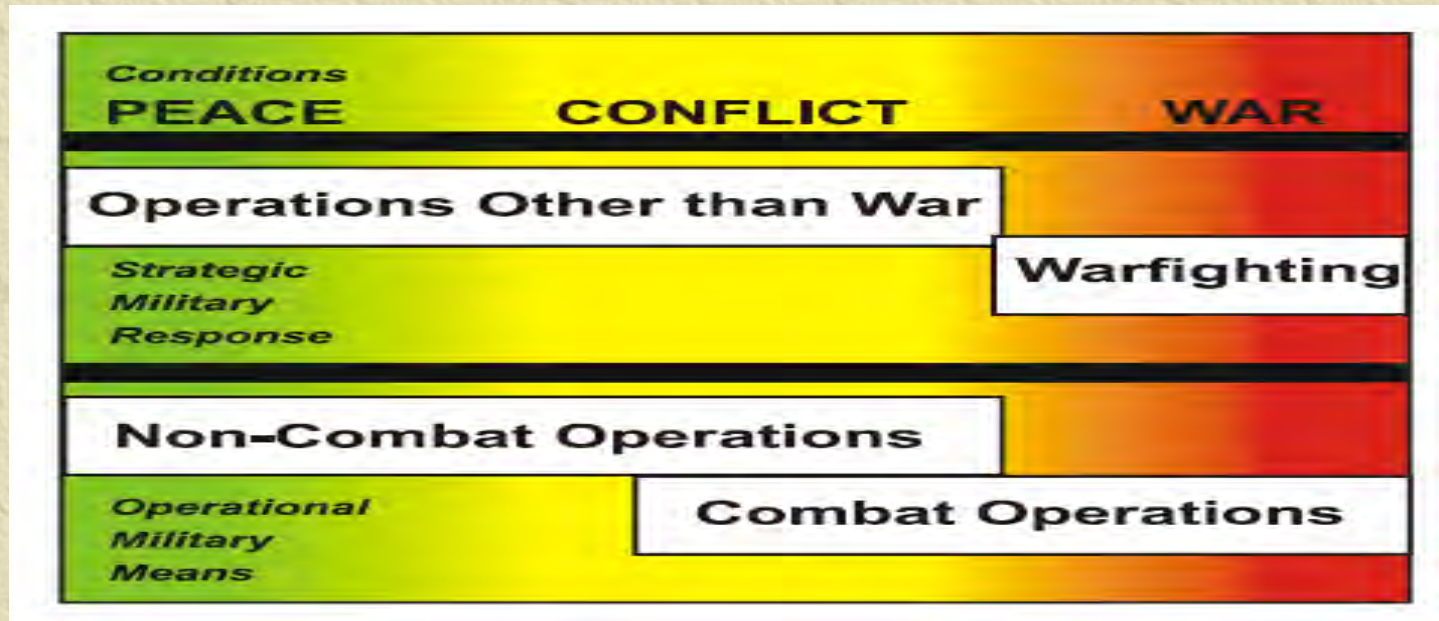 Conditions
PEACE CONFLICT WAR
Operations Other than War
Warfighting
Strategic
Military
Response
Non-Combat Operations
Combat Operations
Operational
Military
Means